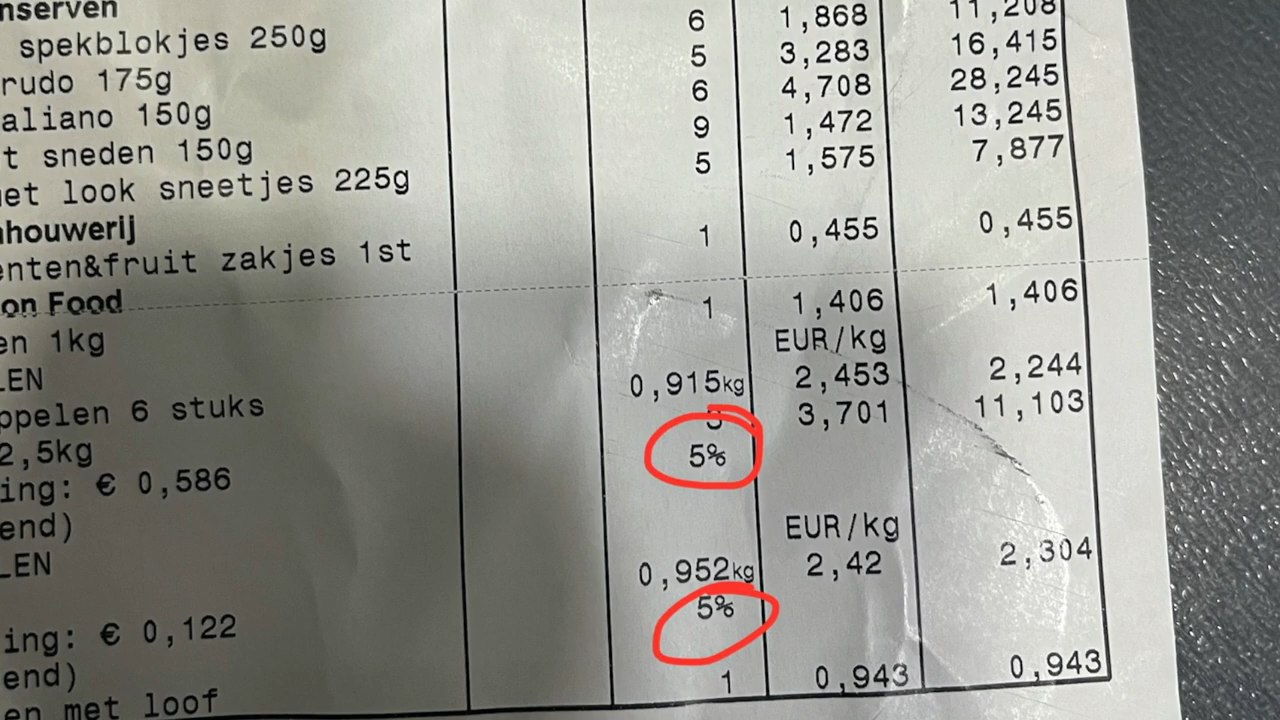 nserven
spekblokjes 250g 6 1,868 11,208
rudo 175g 5 3,283 16,415
aliano 150g 6 4,708 28,245
t sneden 150g 9 1,472 13,245
et look sneetjes 225g 5 1,575 7,877
houwerij
enten&fruit zakjes 1st 1 0,455 0,455
on Food
en 1kg 1 1,406 1,406
LEN EUR/kg
ppelen 6 stuks 0,915kg 2,453 2,244
2,5kg 3,701 11,103
ing: € 0,586 5%
end)
LEN EUR/kg
0,952kg 2,42 2,304
ing: € 0,122 5%
end)
en met loof 1 0,943 0,943